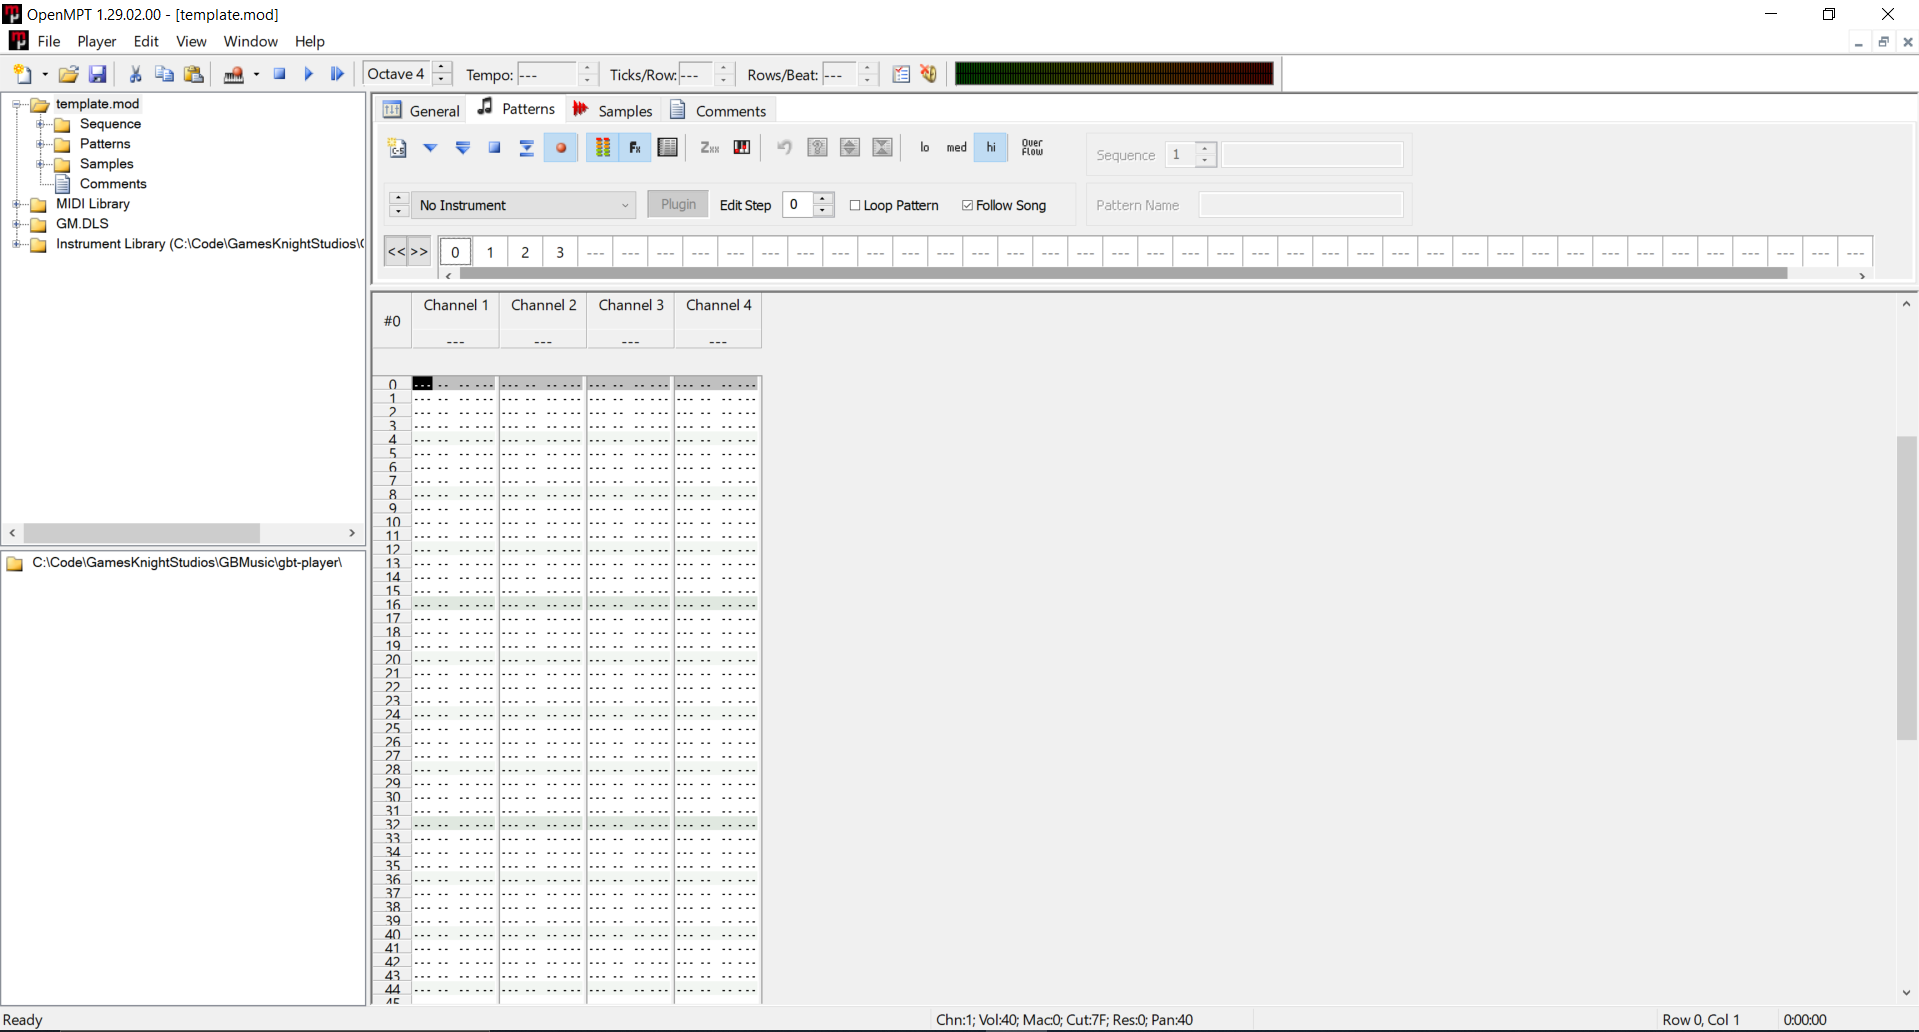 OpenMPT 1.29.02.00 - [template.mod]
File Player Edit View Window Help
Octave 4 Tempo: --- Ticks/Row: --- Rows/Beat: ---
template.mod
Sequence
Patterns
Samples
Comments
MIDI Library
GM.DLS
Instrument Library (C:\Code\GamesKnightStudios\
C:\Code\GamesKnightStudios\GBMusic\gbt-player\
General Patterns Samples Comments
C-5 Fx Zxx lo med hi Over Flow
Sequence 1
No Instrument Plugin Edit Step 0 Loop Pattern Follow Song
Pattern Name
<< >> 0 1 2 3 --- --- --- --- --- --- --- --- --- --- --- --- --- --- --- --- --- --- --- --- --- --- --- --- --- --- --- --- --- --- --- --- --- --- --- --- ---
#0 Channel 1 Channel 2 Channel 3 Channel 4
--- --- --- ---
0
1
2
3
4
5
6
7
8
9
10
11
12
13
14
15
16
17
18
19
20
21
22
23
24
25
26
27
28
29
30
31
32
33
34
35
36
37
38
39
40
41
42
43
44
45
Ready Chn:1; Vol:40; Mac:0; Cut:7F; Res:0; Pan:40 Row 0, Col 1 0:00:00